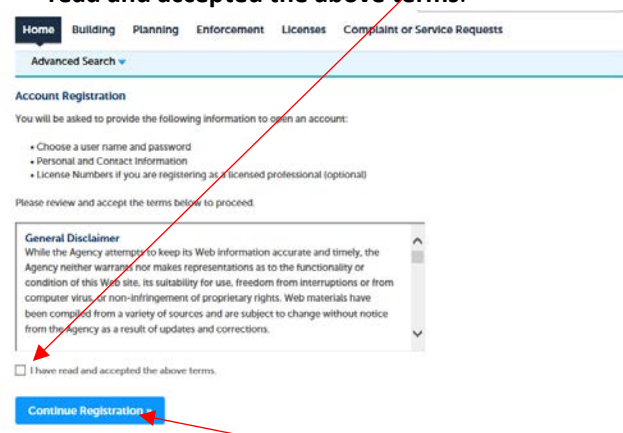 read and accepted the above terms.
Home Building Planning Enforcement Licenses Complaint or Service Requests
Advanced Search
Account Registration
You will be asked to provide the following information to open an account:
• Choose a user name and password
• Personal and Contact Information
• License Numbers if you are registering as a licensed professional (optional)
Please review and accept the terms below to proceed.
General Disclaimer
While the Agency attempts to keep its Web information accurate and timely, the
Agency neither warrants nor makes representations as to the functionality or
condition of this Web site, its suitability for use, freedom from interruptions or from
computer virus, or non-infringement of proprietary rights. Web materials have
been compiled from a variety of sources and are subject to change without notice
from the Agency as a result of updates and corrections.
I have read and accepted the above terms.
Continue Registration »